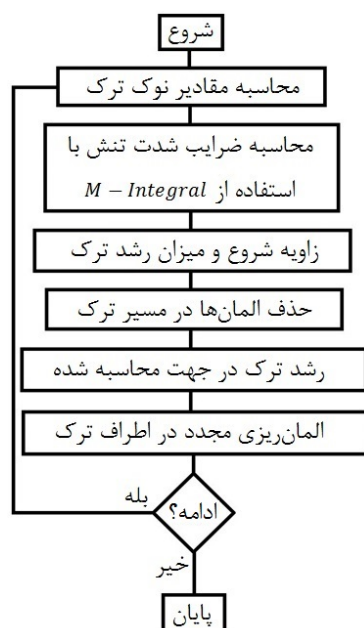 شروع
محاسبه مقادیر نوک ترک
محاسبه ضرایب شدت تنش با
استفاده از M − Integral
زاویه شروع و میزان رشد ترک
حذف المان‌ها در مسیر ترک
رشد ترک در جهت محاسبه شده
المان‌ریزی مجدد در اطراف ترک
ادامه؟
بله
خیر
پایان